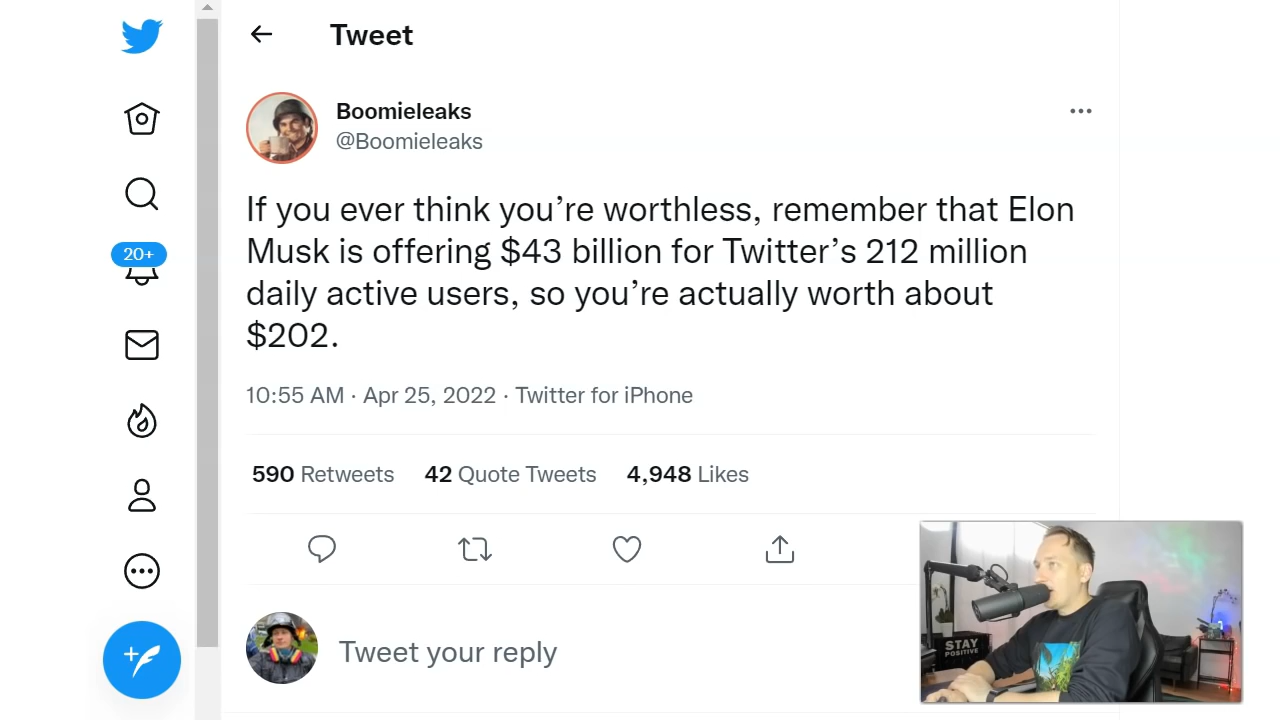 Tweet
Boomieleaks
@Boomieleaks
If you ever think you’re worthless, remember that Elon
Musk is offering $43 billion for Twitter’s 212 million
daily active users, so you’re actually worth about
$202.
20+
10:55 AM · Apr 25, 2022 · Twitter for iPhone
590 Retweets 42 Quote Tweets 4,948 Likes
Tweet your reply
STAY
POSITIVE